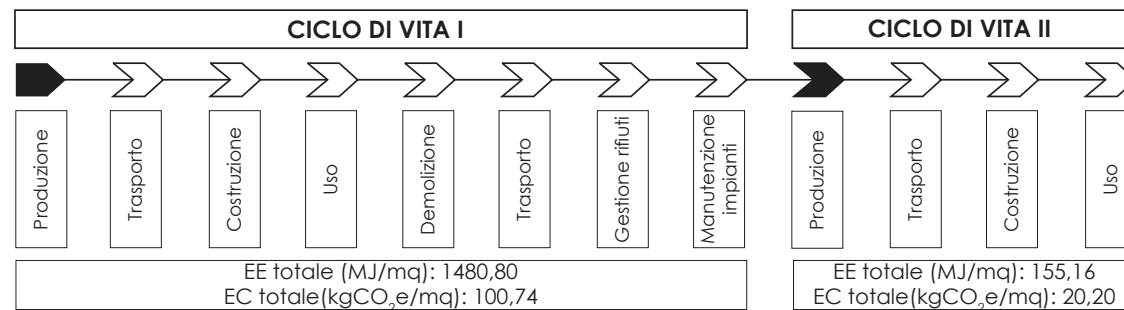 CICLO DI VITA I
CICLO DI VITA II
Produzione
Trasporto
Costruzione
Uso
Demolizione
Trasporto
Gestione rifiuti
Manutenzione
impianti
Produzione
Trasporto
Costruzione
Uso
EE totale (MJ/mq): 1480,80
EC totale(kgCO₂e/mq): 100,74
EE totale (MJ/mq): 155,16
EC totale(kgCO₂e/mq): 20,20